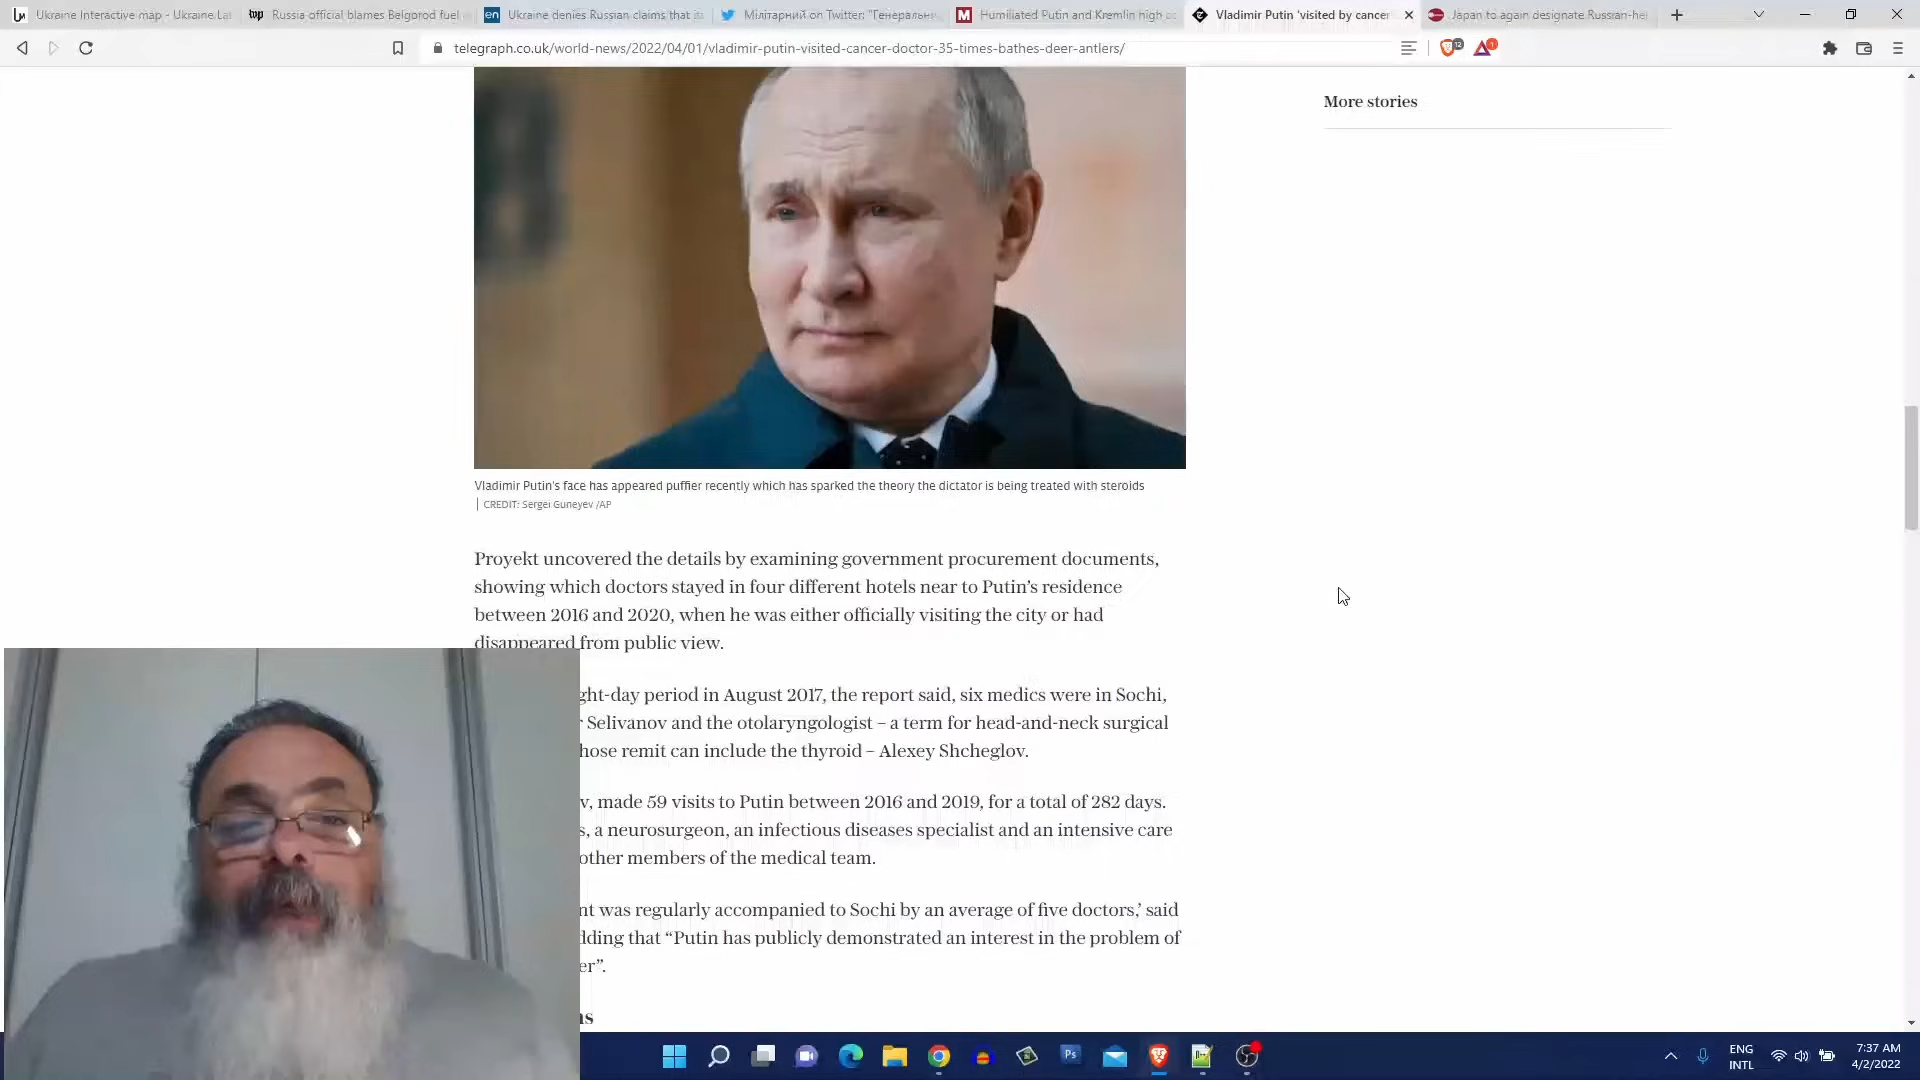 Ukraine Interactive map - Ukraine La
wp Russia official blames Belgorod fuel
en Ukraine denies Russian claims that it
Мілітарний on Twitter: "Генеральн
M Humiliated Putin and Kremlin high
Vladimir Putin 'visited by cancer
Japan to again designate Russian-he
telegraph.co.uk/world-news/2022/04/01/vladimir-putin-visited-cancer-doctor-35-times-bathes-deer-antlers/
12
1
More stories
Vladimir Putin's face has appeared puffier recently which has sparked the theory the dictator is being treated with steroids
| CREDIT: Sergei Guneyev /AP
Proyekt uncovered the details by examining government procurement documents,
showing which doctors stayed in four different hotels near to Putin's residence
between 2016 and 2020, when he was either officially visiting the city or had
disappeared from public view.
ght-day period in August 2017, the report said, six medics were in Sochi,
r Selivanov and the otolaryngologist – a term for head-and-neck surgical
hose remit can include the thyroid – Alexey Shcheglov.
v, made 59 visits to Putin between 2016 and 2019, for a total of 282 days.
s, a neurosurgeon, an infectious diseases specialist and an intensive care
other members of the medical team.
nt was regularly accompanied to Sochi by an average of five doctors,' said
dding that “Putin has publicly demonstrated an interest in the problem of
er”.
ns
Ps
ENG
INTL
7:37 AM
4/2/2022